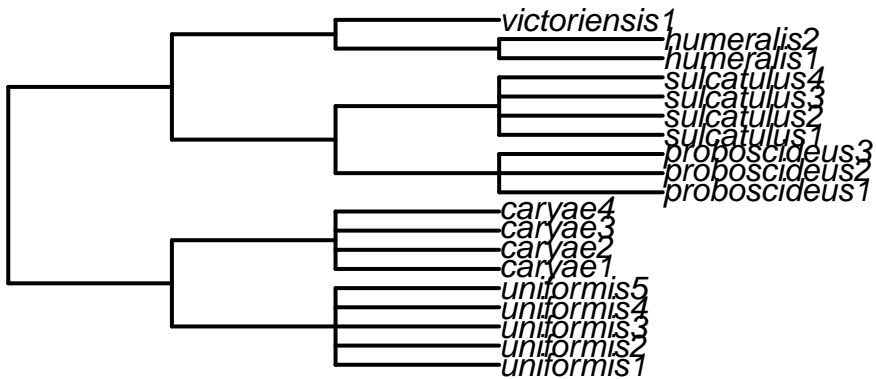 victoriensis1
humeralis2
humeralis1
sulcatulus4
sulcatulus3
sulcatulus2
sulcatulus1
proboscideus3
proboscideus2
proboscideus1
caryae4
caryae3
caryae2
caryae1
uniformis5
uniformis4
uniformis3
uniformis2
uniformis1